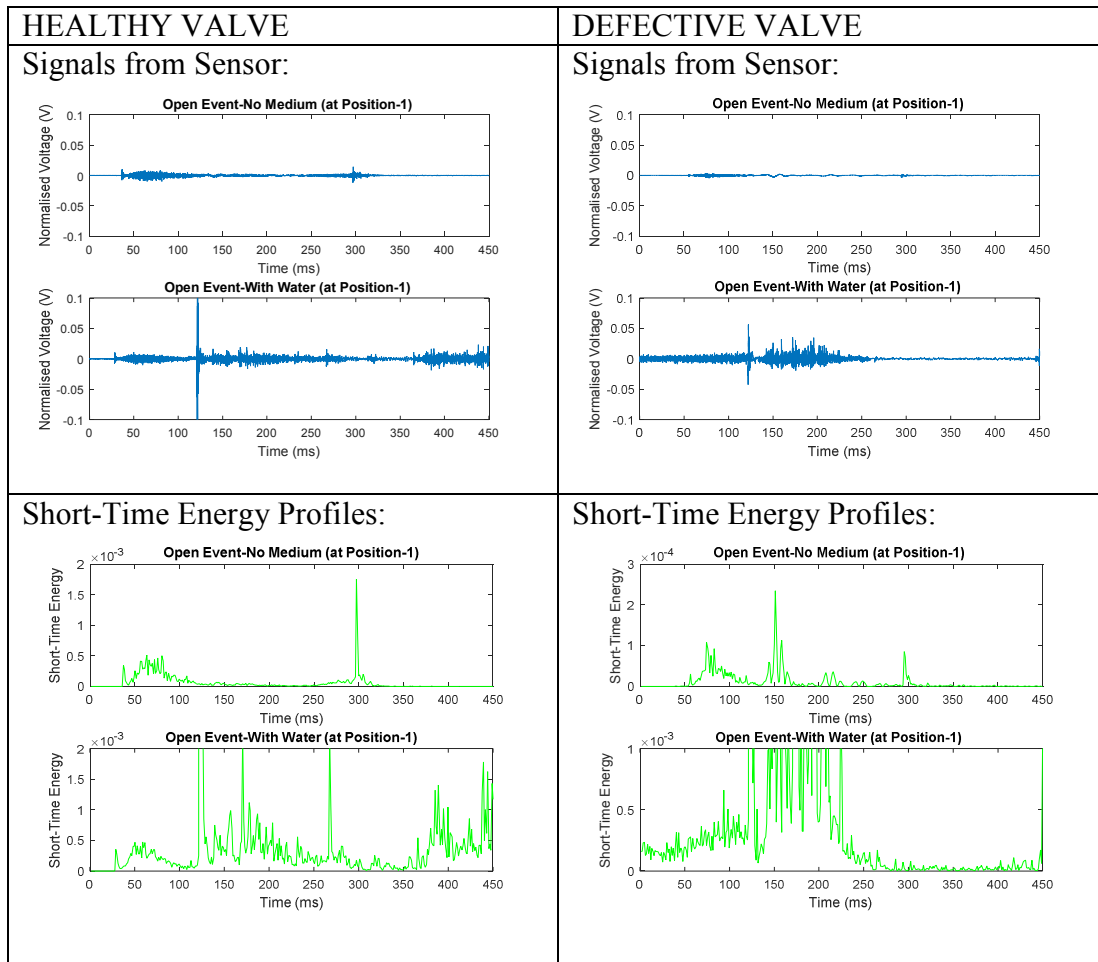 HEALTHY VALVE
DEFECTIVE VALVE
Signals from Sensor:
Open Event-No Medium (at Position-1)
Normalised Voltage (V)
0.1
0.05
0
-0.05
-0.1
0 50 100 150 200 250 300 350 400 450
Time (ms)
Open Event-With Water (at Position-1)
Normalised Voltage (V)
0.1
0.05
0
-0.05
-0.1
0 50 100 150 200 250 300 350 400 450
Time (ms)
Signals from Sensor:
Open Event-No Medium (at Position-1)
Normalised Voltage (V)
0.1
0.05
0
-0.05
-0.1
0 50 100 150 200 250 300 350 400 450
Time (ms)
Open Event-With Water (at Position-1)
Normalised Voltage (V)
0.1
0.05
0
-0.05
-0.1
0 50 100 150 200 250 300 350 400 450
Time (ms)
Short-Time Energy Profiles:
×10-3
Open Event-No Medium (at Position-1)
Short-Time Energy
2
1.5
1
0.5
0
0 50 100 150 200 250 300 350 400 450
Time (ms)
×10-3
Open Event-With Water (at Position-1)
Short-Time Energy
2
1.5
1
0.5
0
0 50 100 150 200 250 300 350 400 450
Time (ms)
Short-Time Energy Profiles:
×10-4
Open Event-No Medium (at Position-1)
Short-Time Energy
3
2
1
0
0 50 100 150 200 250 300 350 400 450
Time (ms)
×10-3
Open Event-With Water (at Position-1)
Short-Time Energy
1
0.5
0
0 50 100 150 200 250 300 350 400 450
Time (ms)